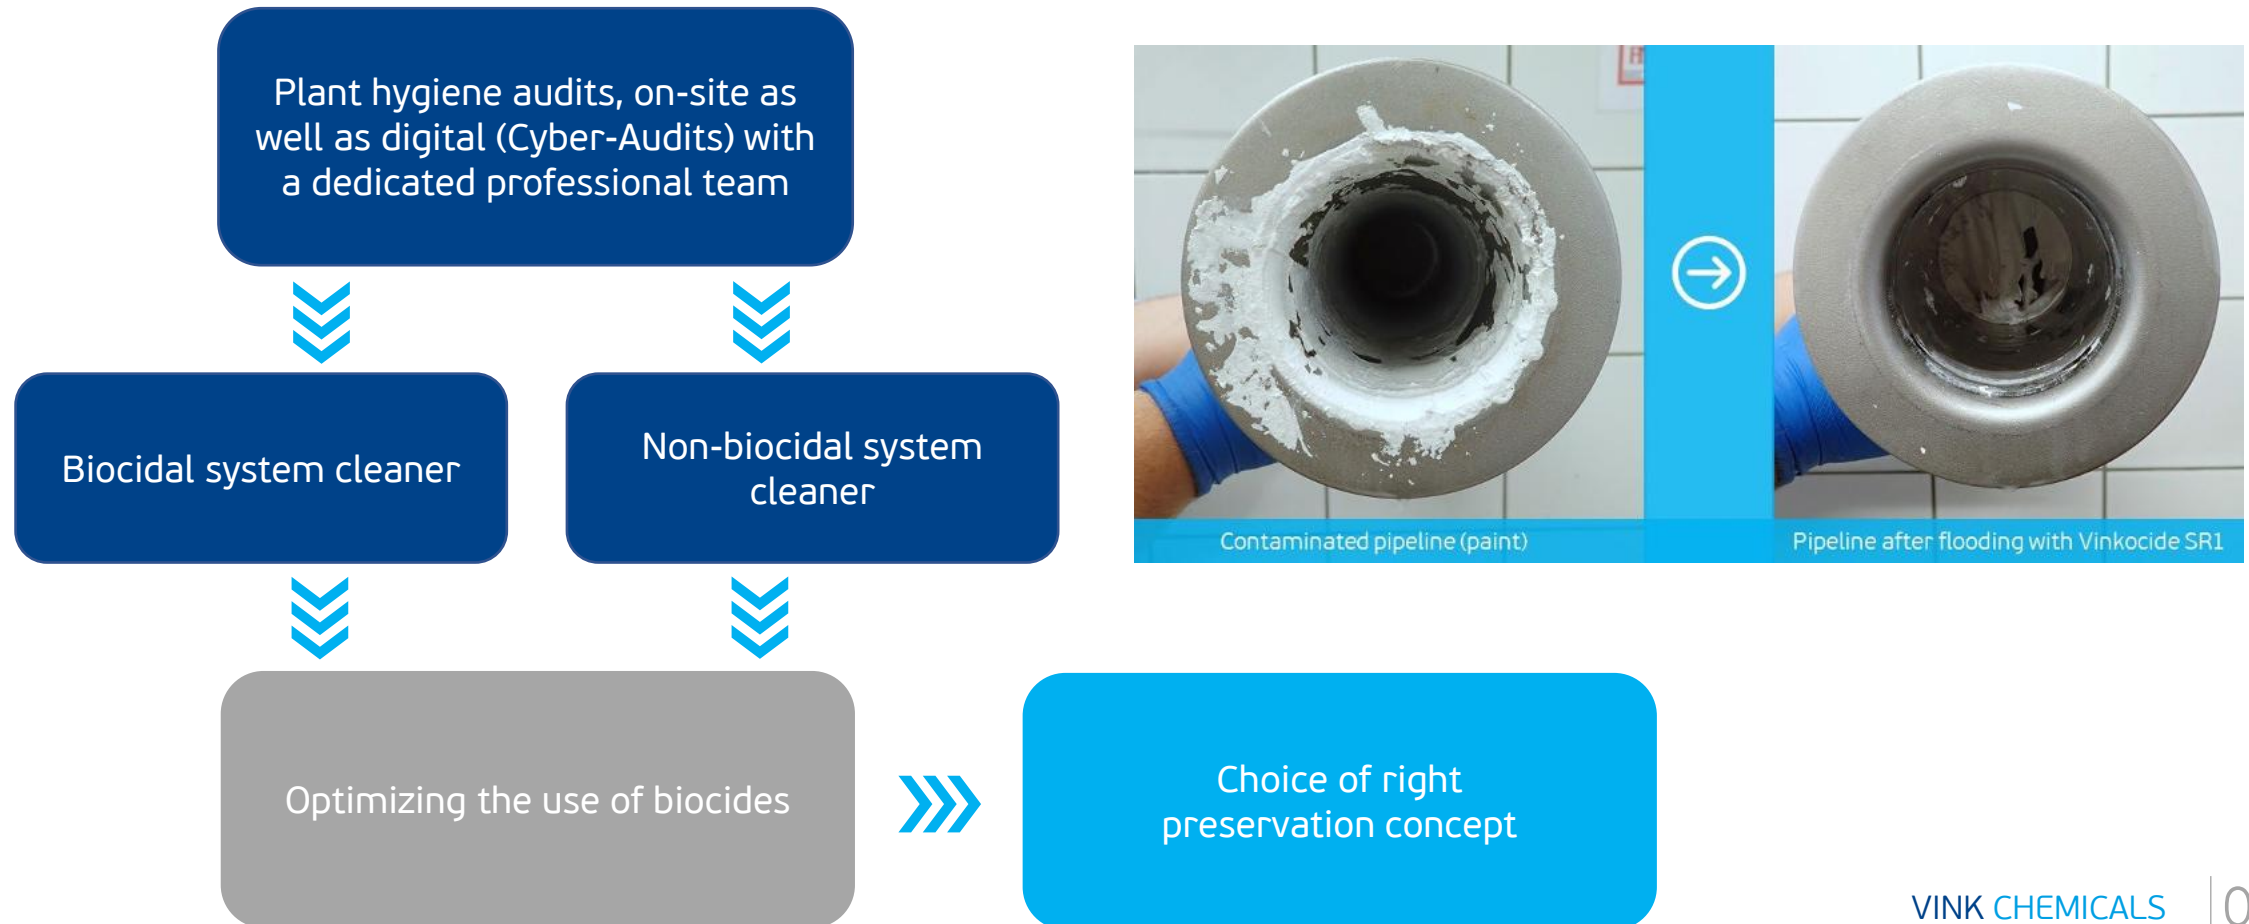 Plant hygiene audits, on-site as
well as digital (Cyber-Audits) with
a dedicated professional team
Biocidal system cleaner
Non-biocidal system
cleaner
Contaminated pipeline (paint)
Pipeline after flooding with Vinkocide SR1
Optimizing the use of biocides
Choice of right
preservation concept
VINK CHEMICALS